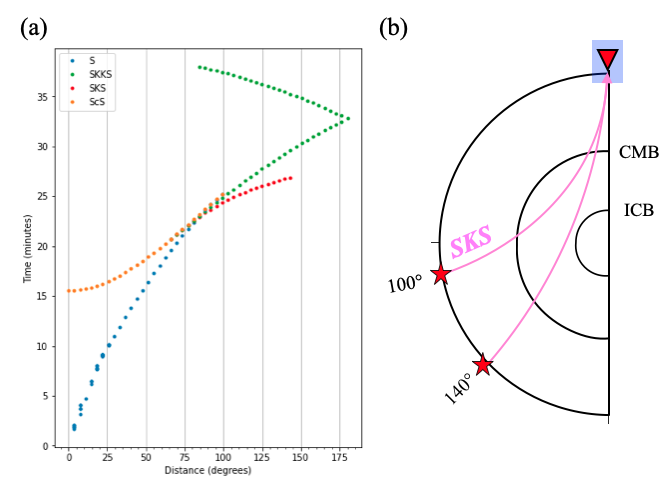 (a)
S
SKKS
SKS
ScS
35
30
25
20
15
10
5
0
Time (minutes)
0 25 50 75 100 125 150 175
Distance (degrees)
(b)
CMB
ICB
SKS
100°
140°